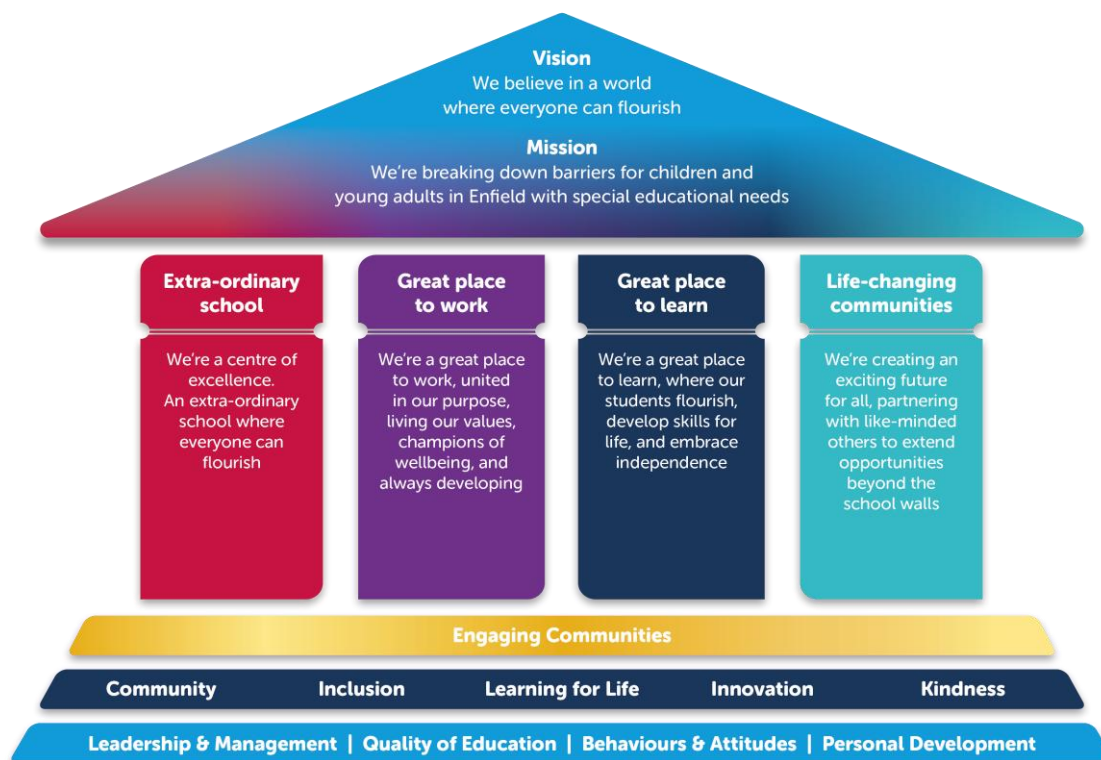 Vision
We believe in a world
where everyone can flourish
Mission
We're breaking down barriers for children and
young adults in Enfield with special educational needs
Extra-ordinary
school
We're a centre of
excellence.
An extra-ordinary
school where
everyone can
flourish
Great place
to work
We're a great place
to work, united
in our purpose,
living our values,
champions of
wellbeing, and
always developing
Great place
to learn
We're a great place
to learn, where our
students flourish,
develop skills for
life, and embrace
independence
Life-changing
communities
We're creating an
exciting future
for all, partnering
with like-minded
others to extend
opportunities
beyond the
school walls
Engaging Communities
Community Inclusion Learning for Life Innovation Kindness
Leadership & Management | Quality of Education | Behaviours & Attitudes | Personal Development